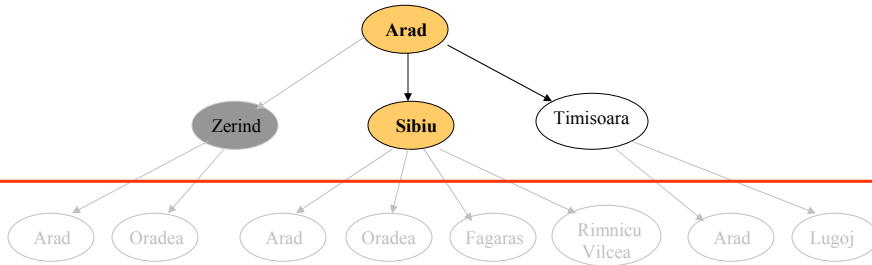 Arad
Zerind
Sibiu
Timisoara
Arad
Oradea
Arad
Oradea
Fagaras
Rimnicu
Vilcea
Arad
Lugoj